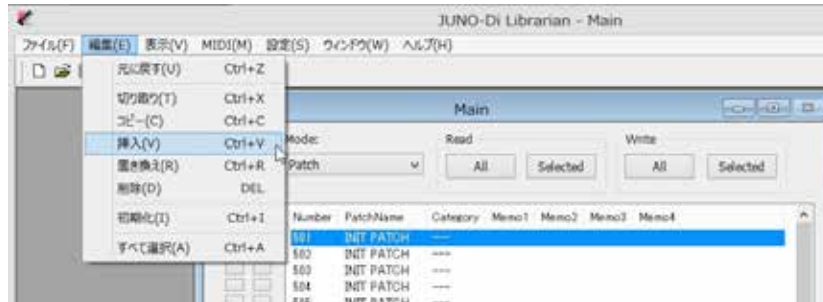 JUNO-Di Librarian - Main
ファイル(F) 編集(E) 表示(V) MIDI(M) 設定(S) ウィンドウ(W) ヘルプ(H)
元に戻す(U) Ctrl+Z
切り取り(T) Ctrl+X
コピー(C) Ctrl+C
挿入(V) Ctrl+V
置き換え(R) Ctrl+R
削除(D) DEL
初期化(I) Ctrl+I
すべて選択(A) Ctrl+A
Main
Mode: Read Write
Patch All Selected All Selected
Number PatchName Category Memo1 Memo2 Memo3 Memo4
501 INIT PATCH ---
502 INIT PATCH ---
503 INIT PATCH ---
504 INIT PATCH ---
505 INIT PATCH ---